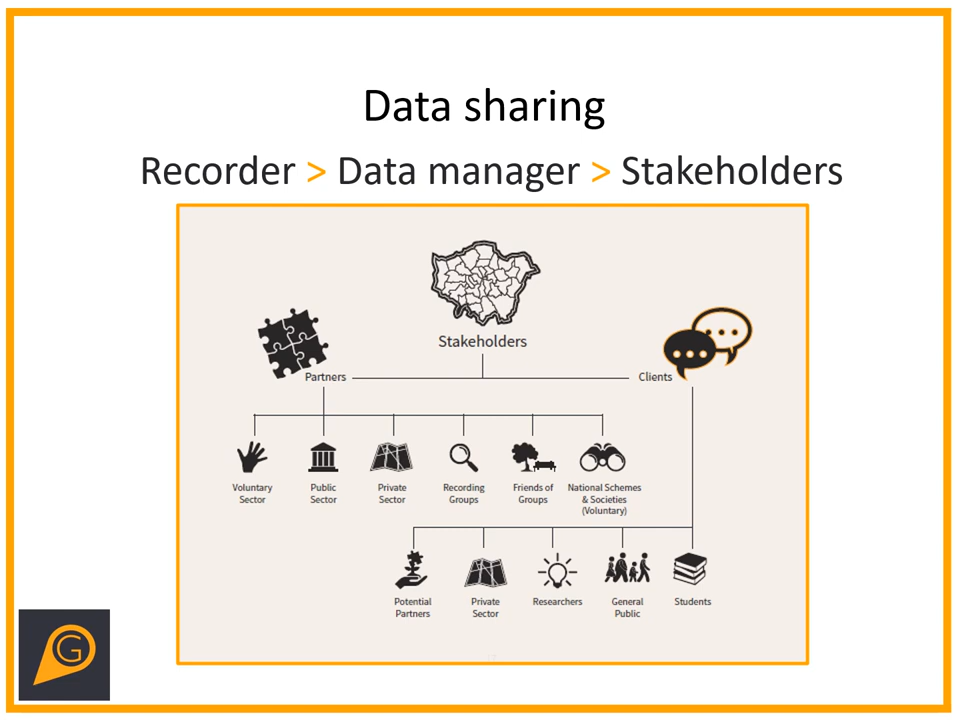 Data sharing
Recorder > Data manager > Stakeholders
Stakeholders
Partners
Clients
Voluntary
Sector
Public
Sector
Private
Sector
Recording
Groups
Friends of
Groups
National Schemes
& Societies
(Voluntary)
Potential
Partners
Private
Sector
Researchers
General
Public
Students
G